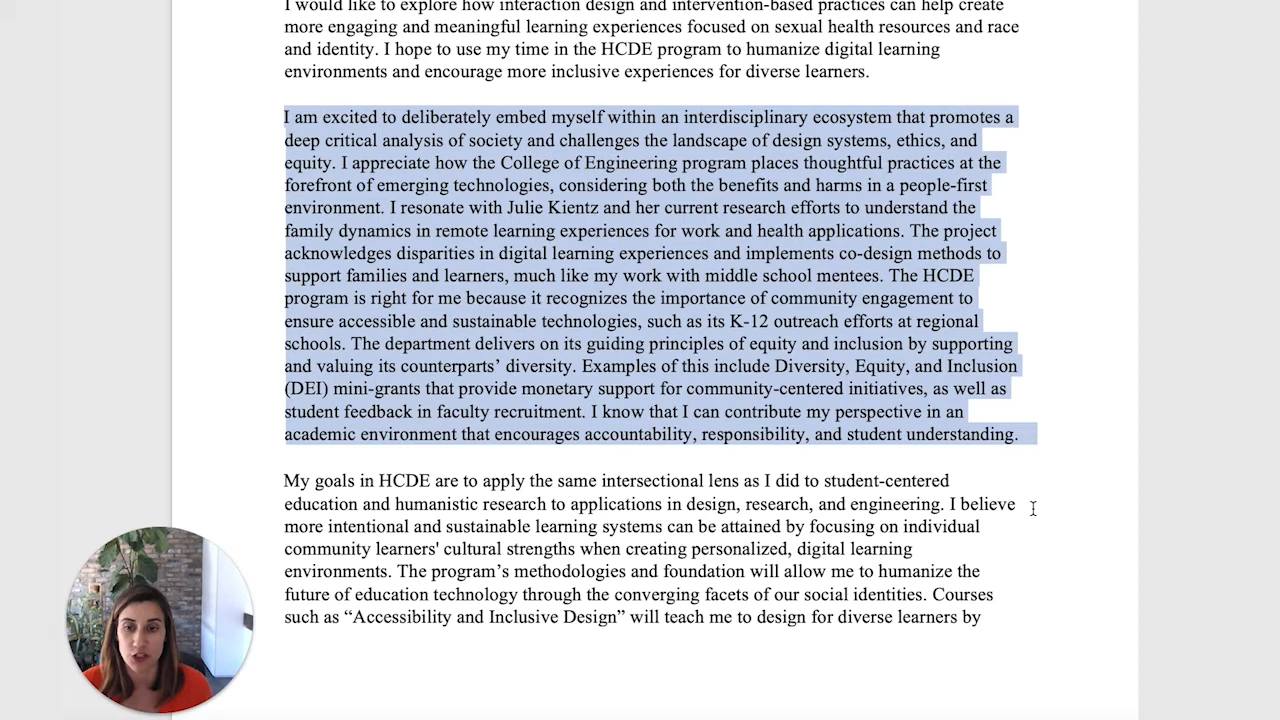 I would like to explore how interaction design and intervention-based practices can help create
more engaging and meaningful learning experiences focused on sexual health resources and race
and identity. I hope to use my time in the HCDE program to humanize digital learning
environments and encourage more inclusive experiences for diverse learners.
I am excited to deliberately embed myself within an interdisciplinary ecosystem that promotes a
deep critical analysis of society and challenges the landscape of design systems, ethics, and
equity. I appreciate how the College of Engineering program places thoughtful practices at the
forefront of emerging technologies, considering both the benefits and harms in a people-first
environment. I resonate with Julie Kientz and her current research efforts to understand the
family dynamics in remote learning experiences for work and health applications. The project
acknowledges disparities in digital learning experiences and implements co-design methods to
support families and learners, much like my work with middle school mentees. The HCDE
program is right for me because it recognizes the importance of community engagement to
ensure accessible and sustainable technologies, such as its K-12 outreach efforts at regional
schools. The department delivers on its guiding principles of equity and inclusion by supporting
and valuing its counterparts’ diversity. Examples of this include Diversity, Equity, and Inclusion
(DEI) mini-grants that provide monetary support for community-centered initiatives, as well as
student feedback in faculty recruitment. I know that I can contribute my perspective in an
academic environment that encourages accountability, responsibility, and student understanding.
My goals in HCDE are to apply the same intersectional lens as I did to student-centered
education and humanistic research to applications in design, research, and engineering. I believe
more intentional and sustainable learning systems can be attained by focusing on individual
community learners' cultural strengths when creating personalized, digital learning
environments. The program’s methodologies and foundation will allow me to humanize the
future of education technology through the converging facets of our social identities. Courses
such as “Accessibility and Inclusive Design” will teach me to design for diverse learners by